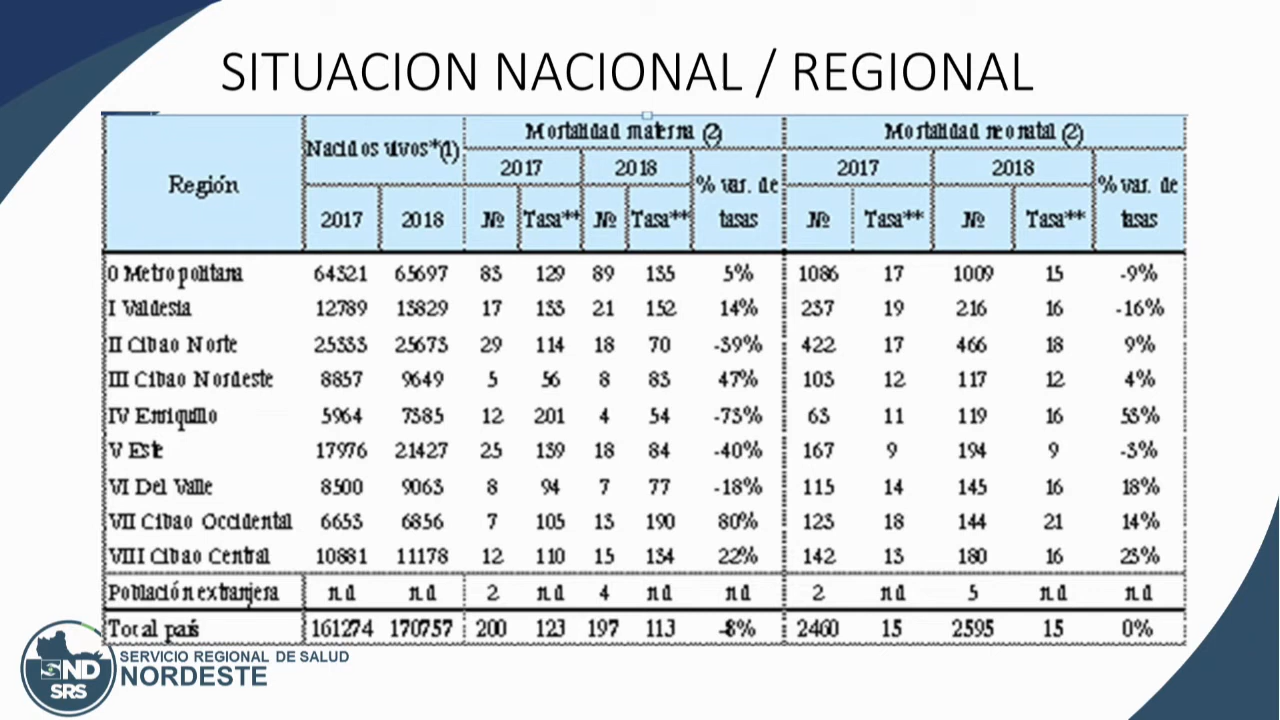 SITUACION NACIONAL / REGIONAL
Región Nacidos vivos*(1) Mortalidad materna (2) Mortalidad neonatal (2)
2017 2018 % var. de tasas 2017 2018 % var. de tasas
2017 2018 Nº Tasa** Nº Tasa** Nº Tasa** Nº Tasa**
0 Metropolitana 64321 65697 83 129 89 135 5% 1086 17 1009 15 -9%
I Valdesia 12789 13829 17 133 21 152 14% 237 19 216 16 -16%
II Cibao Norte 25333 25673 29 114 18 70 -39% 422 17 466 18 9%
III Cibao Nordeste 8857 9649 5 56 8 83 47% 103 12 117 12 4%
IV Enriquillo 5964 7385 12 201 4 54 -73% 63 11 119 16 53%
V Este 17976 21427 25 139 18 84 -40% 167 9 194 9 -3%
VI Del Valle 8500 9063 8 94 7 77 -18% 115 14 145 16 18%
VII Cibao Occidental 6653 6856 7 105 13 190 80% 123 18 144 21 14%
VIII Cibao Central 10881 11178 12 110 15 134 22% 142 13 180 16 23%
Población extranjera n.d n.d 2 n.d 4 n.d n.d 2 n.d 5 n.d n.d
Total país 161274 170757 200 123 197 113 -8% 2460 15 2595 15 0%
SND
SRS
SERVICIO REGIONAL DE SALUD
NORDESTE